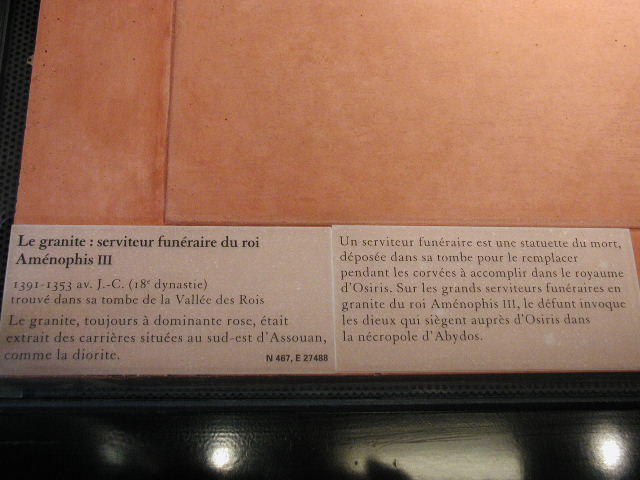 Le granite : serviteur funéraire du roi
Aménophis III
1391-1353 av. J.-C. (18e dynastie)
trouvé dans sa tombe de la Vallée des Rois
Le granite, toujours à dominante rose, était
extrait des carrières situées au sud-est d'Assouan,
comme la diorite.
N 467, E 27488
Un serviteur funéraire est une statuette du mort,
déposée dans sa tombe pour le remplacer
pendant les corvées à accomplir dans le royaume
d'Osiris. Sur les grands serviteurs funéraires en
granite du roi Aménophis III, le défunt invoque
les dieux qui siègent auprès d'Osiris dans
la nécropole d'Abydos.